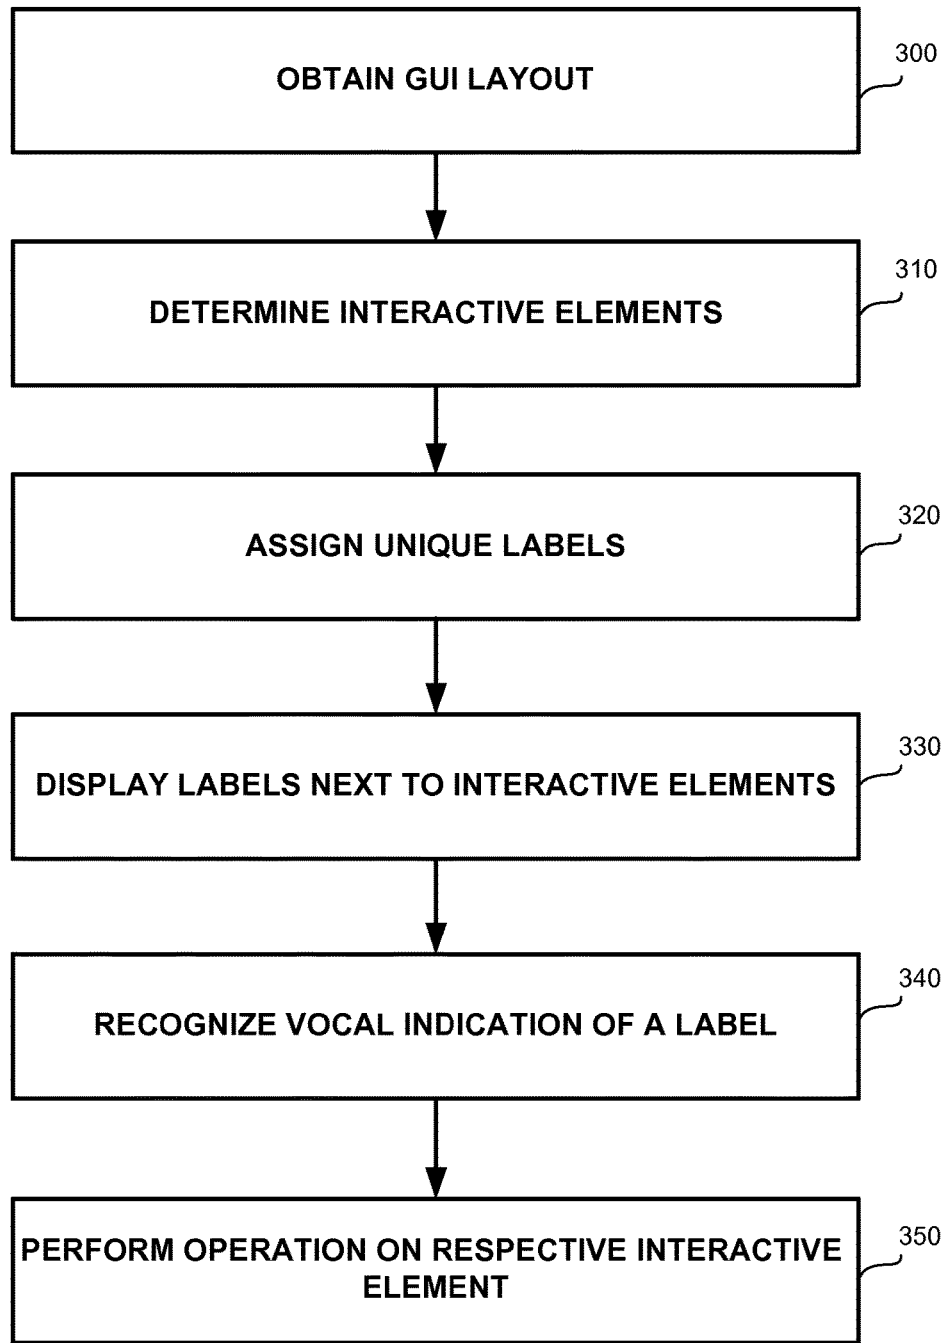 OBTAIN GUI LAYOUT
300
DETERMINE INTERACTIVE ELEMENTS
310
ASSIGN UNIQUE LABELS
320
DISPLAY LABELS NEXT TO INTERACTIVE ELEMENTS
330
RECOGNIZE VOCAL INDICATION OF A LABEL
340
PERFORM OPERATION ON RESPECTIVE INTERACTIVE
ELEMENT
350